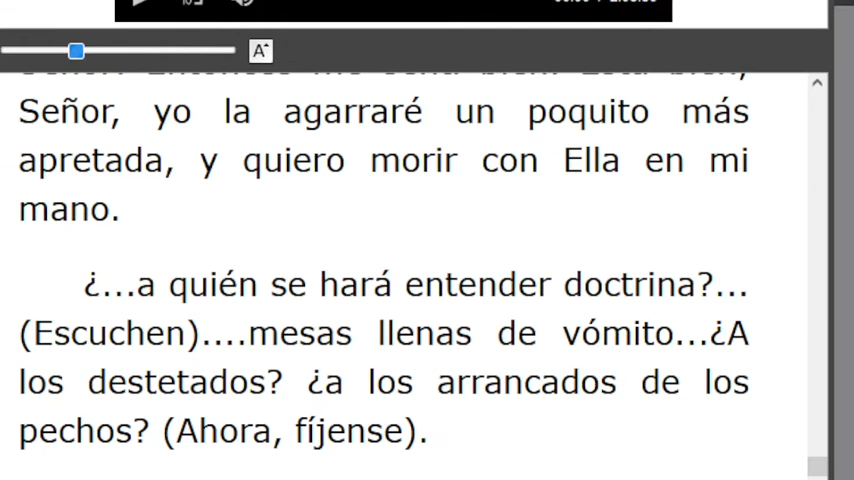 A
Señor, yo la agarraré un poquito más
apretada, y quiero morir con Ella en mi
mano.
¿...a quién se hará entender doctrina?...
(Escuchen)....mesas llenas de vómito...¿A
los destetados? ¿a los arrancados de los
pechos? (Ahora, fíjense).